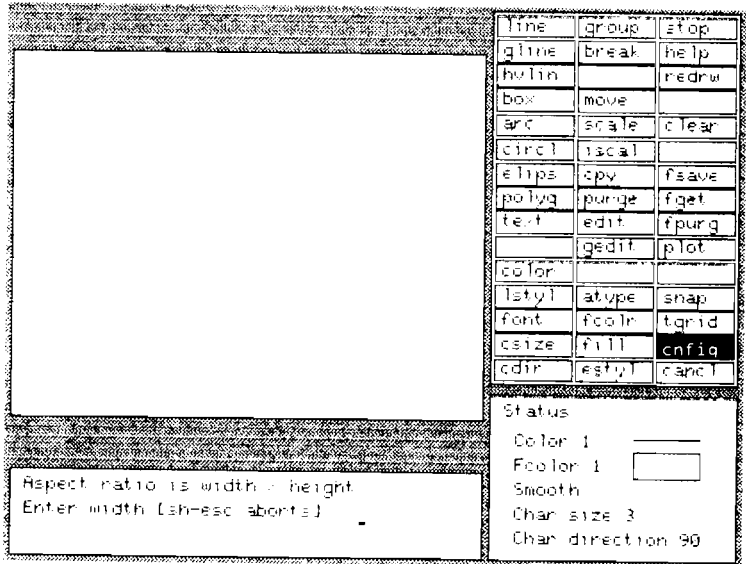 line group stop
gline break help
hvlin redrw
box move
arc scale clear
circl iscal
elips cpy fsave
polyg purge fget
text edit fpurg
gedit plot
color
lstyl atype snap
font fcolr tgrid
csize fill cnfig
cdir estyl cancl
Status
Color 1
Fcolor 1
Smooth
Char size 3
Char direction 90
Aspect ratio is width / height
Enter width [sh-esc aborts]